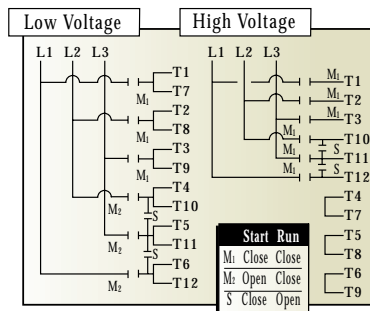 Low Voltage
L1 L2 L3
M1
T1
T7
M1
T2
T8
M1
T3
T9
M2
T4
T10
S
M2
T5
T11
S
M2
T6
T12
High Voltage
L1 L2 L3
M1 T1
M1 T2
M1 T3
M1 T10
S
M1 T11
S
M1 T12
T4
T7
T5
T8
T6
T9
Start Run
M1 Close Close
M2 Open Close
S Close Open